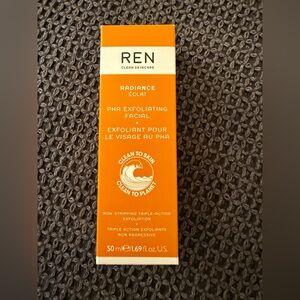 REN
CLEAN SKINCARE
RADIANCE
ÉCLAT
PHA EXFOLIATING
FACIAL
•
EXFOLIANT POUR
LE VISAGE AU PHA
CLEAN TO SKIN
CLEAN TO PLANET
NON-STRIPPING TRIPLE-ACTION
EXFOLIATION
•
TRIPLE ACTION EXFOLIANTE
NON AGRESSIVE
50 ml℮ 1.69 fl.oz. U.S.